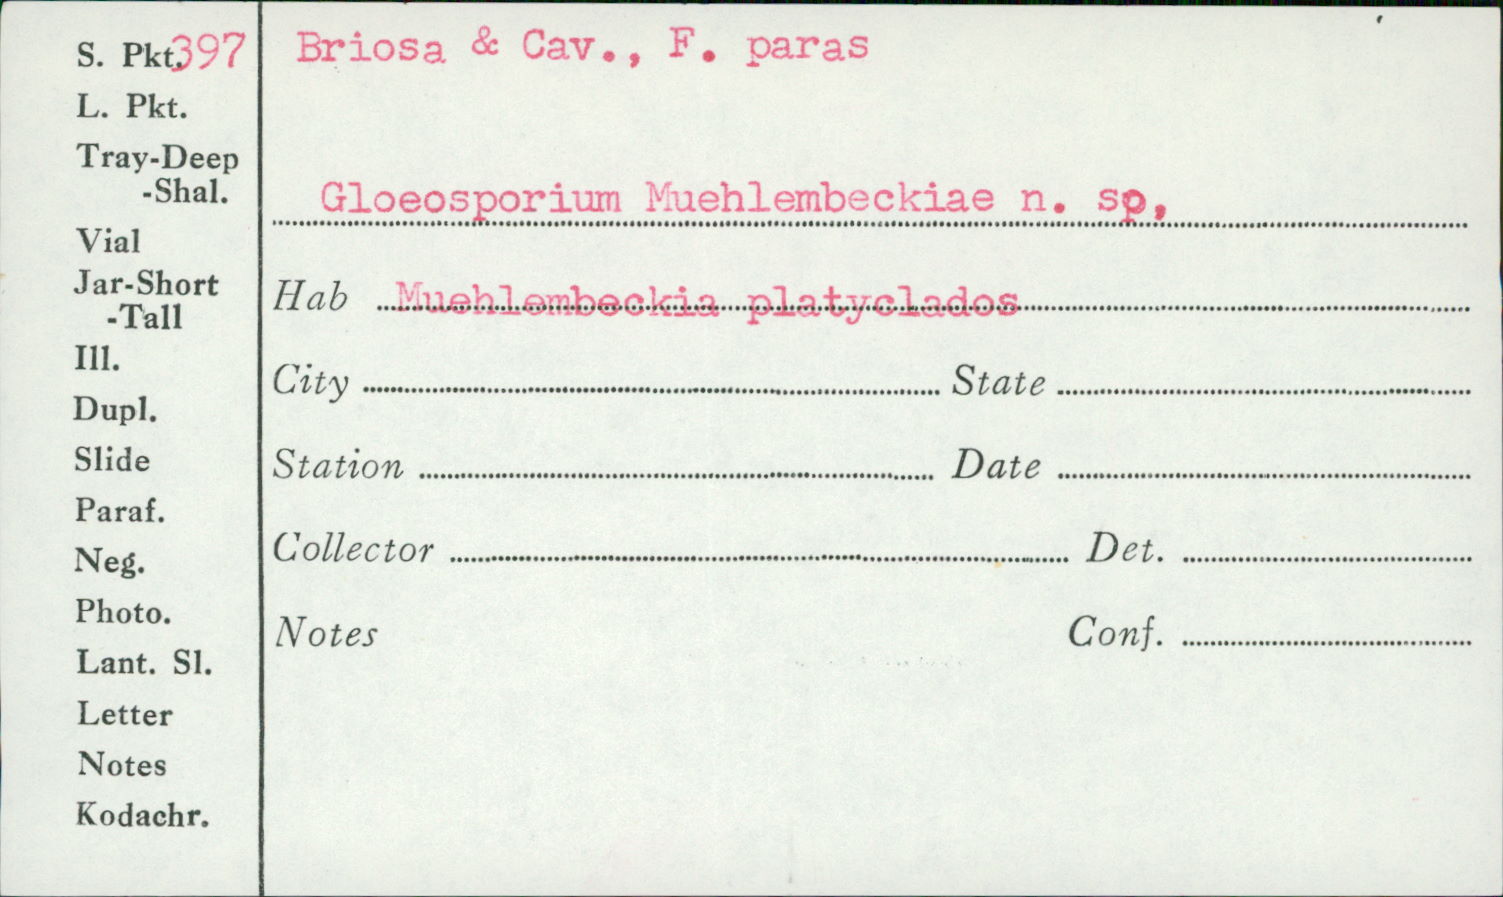 S. Pkt. 397
L. Pkt.
Tray-Deep
-Shal.
Vial
Jar-Short
-Tall
Ill.
Dupl.
Slide
Paraf.
Neg.
Photo.
Lant. Sl.
Letter
Notes
Kodachr.
Briosa & Cav., F. paras
Gloeosporium Muehlembeckiae n. sp,
Hab Muehlembeckia platyclados
City State
Station Date
Collector Det.
Notes Conf.